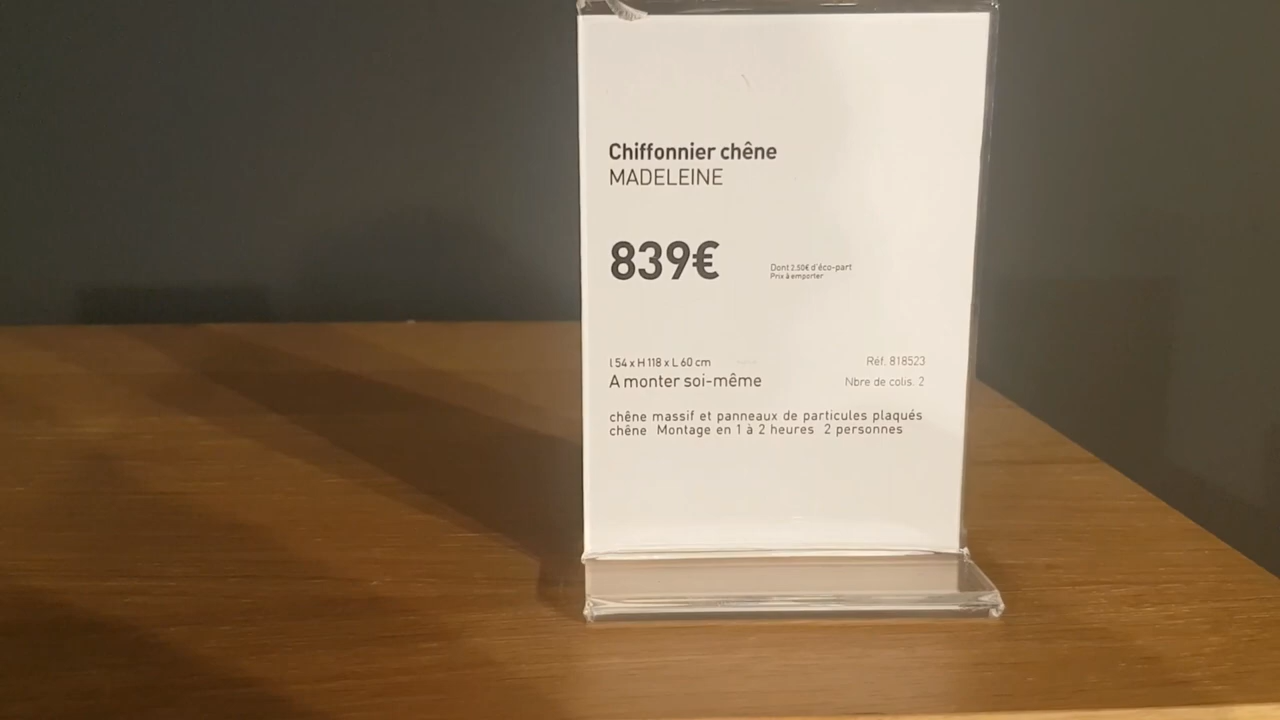 Chiffonnier chêne
MADELEINE
839€
Dont 2.50€ d'éco-part
Prix à emporter
l 54 x H 118 x L 60 cm
Réf. 818523
A monter soi-même
Nbre de colis. 2
chêne massif et panneaux de particules plaqués
chêne Montage en 1 à 2 heures 2 personnes